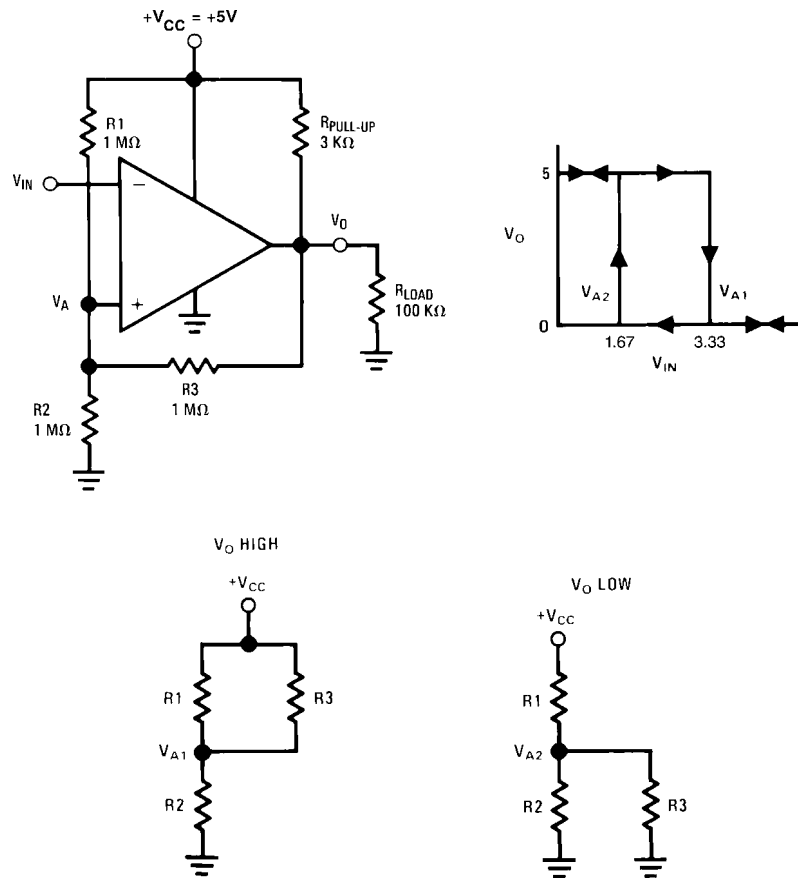 +VCC = +5V
R1
1 MΩ
RPULL-UP
3 KΩ
VIN
−
VO
VA
+
RLOAD
100 KΩ
R3
1 MΩ
R2
1 MΩ
5
VO
VA2
VA1
0
1.67
3.33
VIN
VO HIGH
+VCC
R1
R3
VA1
R2
VO LOW
+VCC
R1
VA2
R2
R3